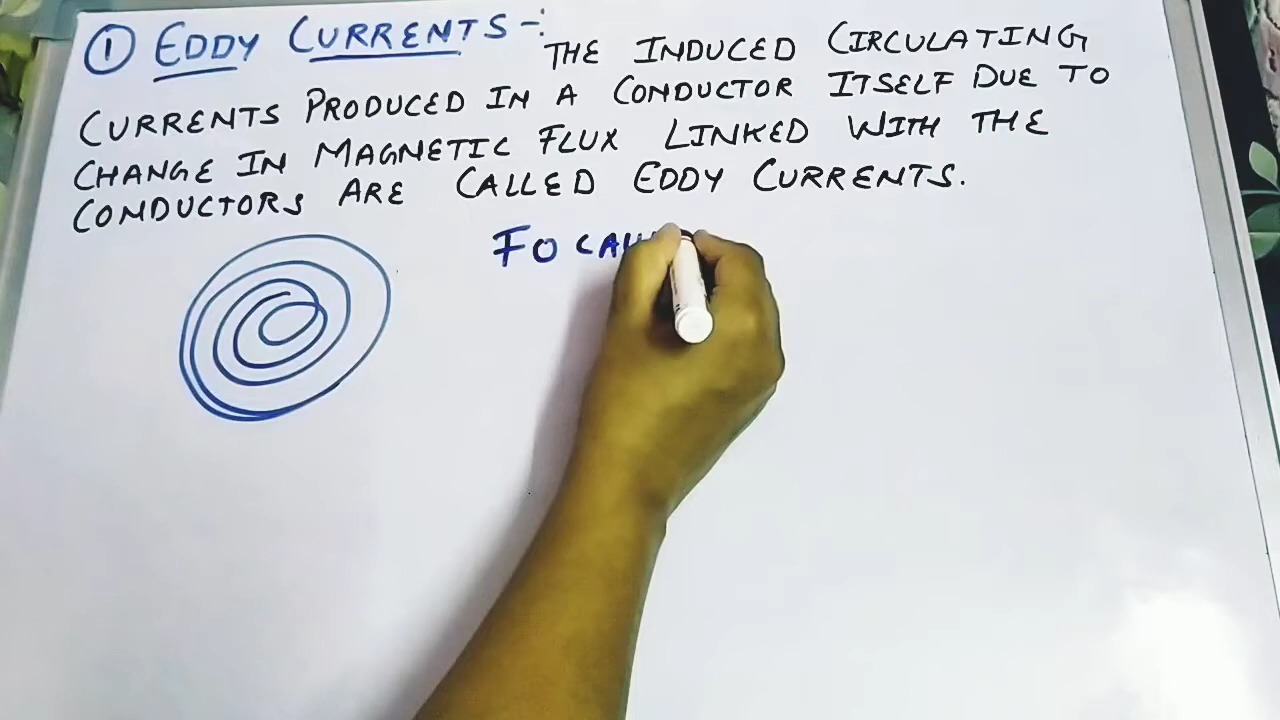 ① EDDY CURRENTS -: THE INDUCED CIRCULATING
CURRENTS PRODUCED IN A CONDUCTOR ITSELF DUE TO
CHANGE IN MAGNETIC FLUX LINKED WITH THE
CONDUCTORS ARE CALLED EDDY CURRENTS.